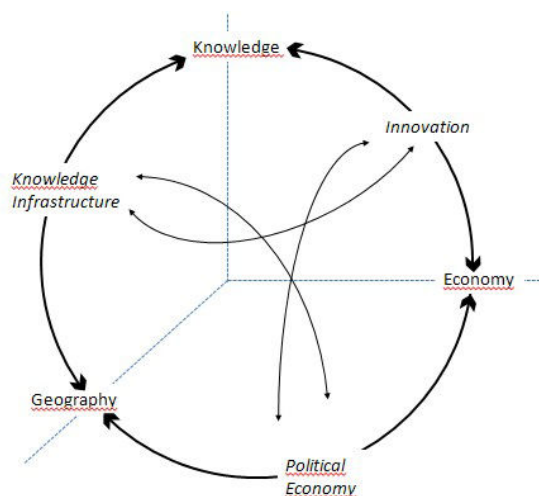 Knowledge
Innovation
Knowledge
Infrastructure
Economy
Geography
Political
Economy